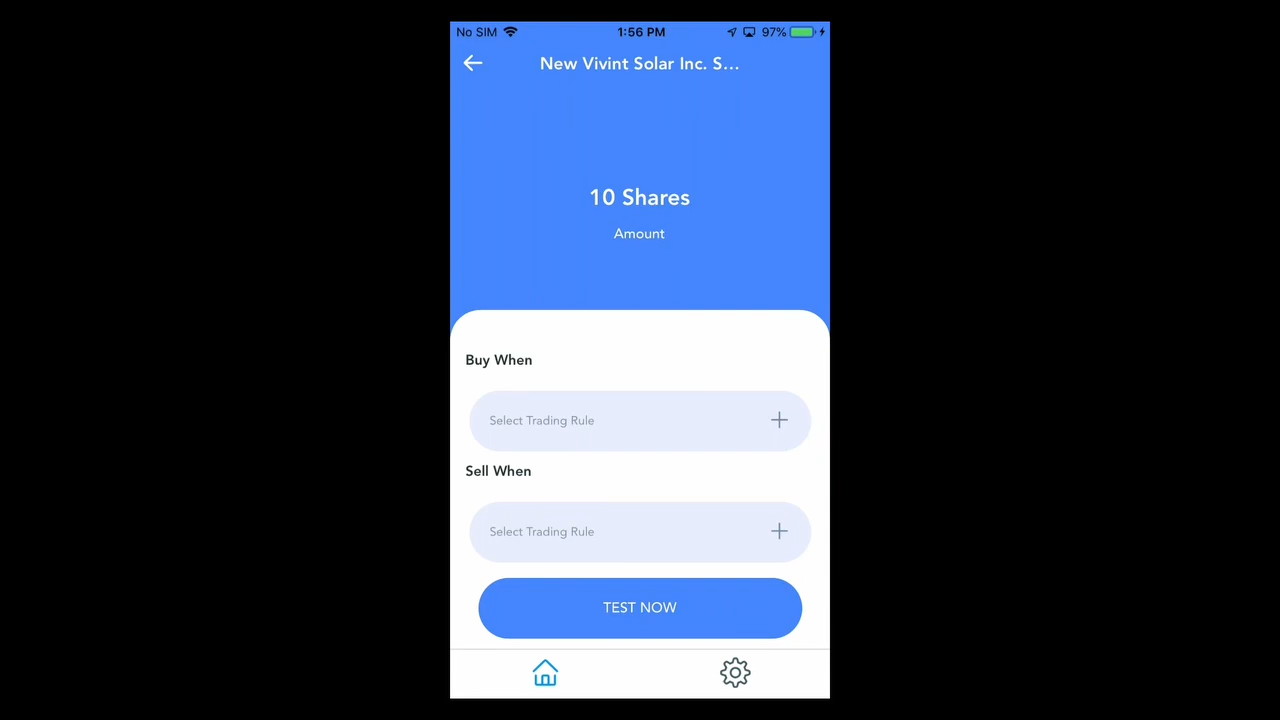 No SIM 1:56 PM 97%
New Vivint Solar Inc. S...
10 Shares
Amount
Buy When
Select Trading Rule
Sell When
Select Trading Rule
TEST NOW